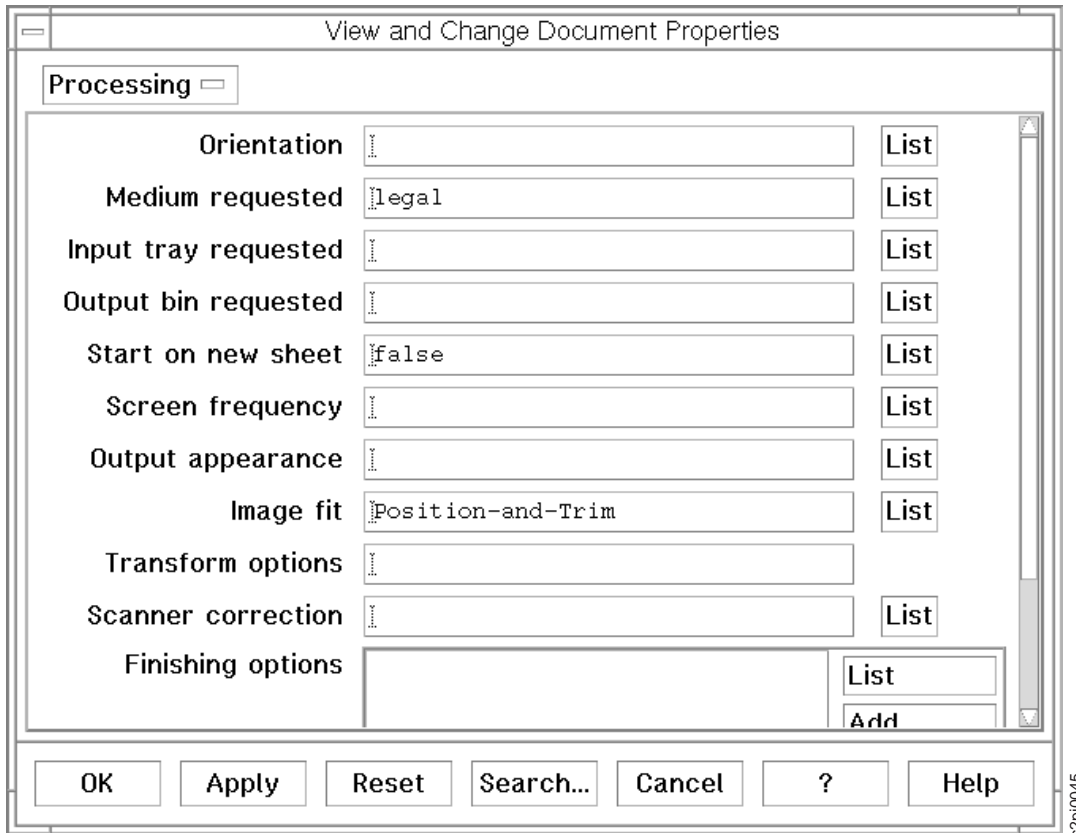 View and Change Document Properties
Processing
Orientation List
Medium requested legal List
Input tray requested List
Output bin requested List
Start on new sheet false List
Screen frequency List
Output appearance List
Image fit Position-and-Trim List
Transform options
Scanner correction List
Finishing options List
Add
OK Apply Reset Search... Cancel ? Help